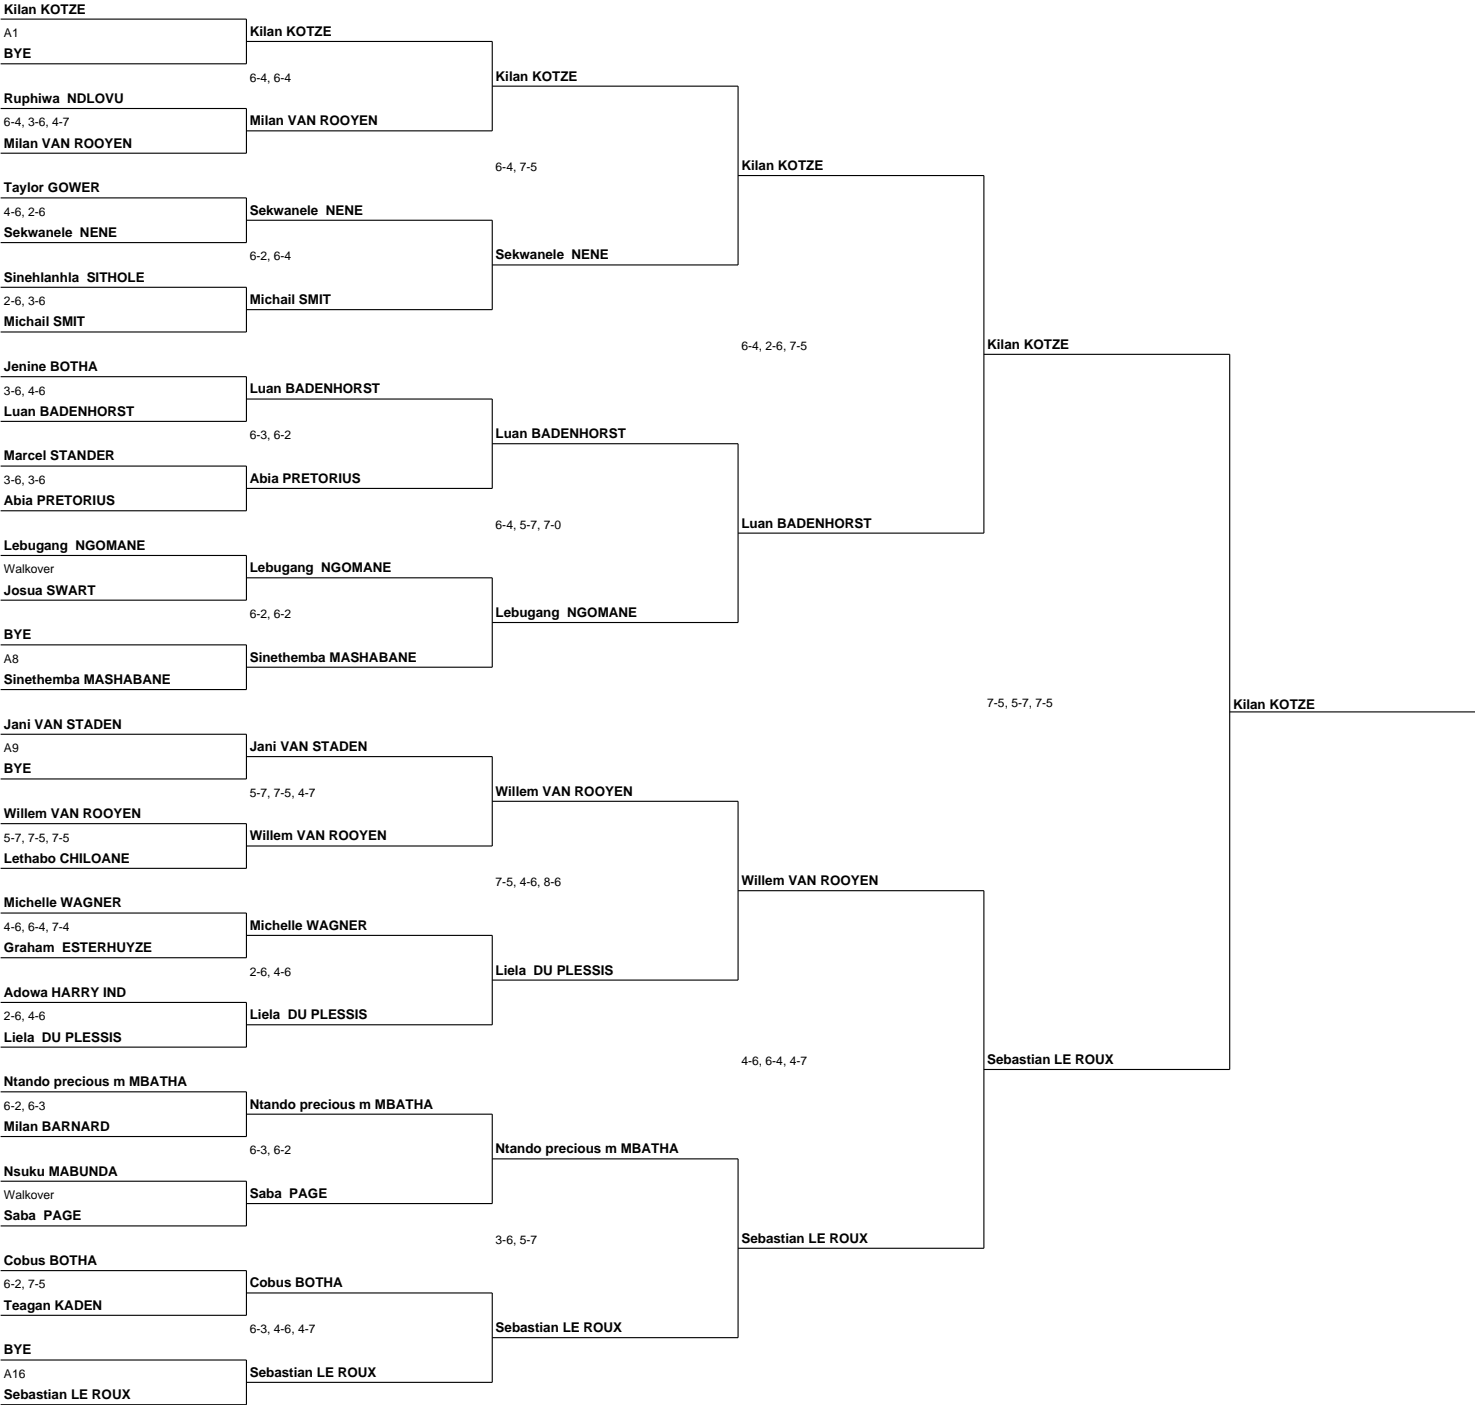 Kilan KOTZE
A1
BYE
Ruphiwa  NDLOVU
6-4, 3-6, 4-7
Milan VAN ROOYEN
Taylor GOWER
4-6, 2-6
Sekwanele  NENE
Sinehlanhla  SITHOLE
2-6, 3-6
Michail SMIT
Jenine BOTHA
3-6, 4-6
Luan BADENHORST
Marcel STANDER
3-6, 3-6
Abia PRETORIUS
Lebugang  NGOMANE
Walkover
Josua SWART
BYE
A8
Sinethemba MASHABANE
Jani VAN STADEN
A9
BYE
Willem VAN ROOYEN
5-7, 7-5, 7-5
Lethabo CHILOANE
Michelle WAGNER
4-6, 6-4, 7-4
Graham  ESTERHUYZE
Adowa HARRY IND
2-6, 4-6
Liela  DU PLESSIS
Ntando precious m MBATHA
6-2, 6-3
Milan BARNARD
Nsuku MABUNDA
Walkover
Saba  PAGE
Cobus BOTHA
6-2, 7-5
Teagan KADEN
BYE
A16
Sebastian LE ROUX
Kilan KOTZE
6-4, 6-4
Milan VAN ROOYEN
Sekwanele  NENE
6-2, 6-4
Michail SMIT
Luan BADENHORST
6-3, 6-2
Abia PRETORIUS
Lebugang  NGOMANE
6-2, 6-2
Sinethemba MASHABANE
Jani VAN STADEN
5-7, 7-5, 4-7
Willem VAN ROOYEN
Michelle WAGNER
2-6, 4-6
Liela  DU PLESSIS
Ntando precious m MBATHA
6-3, 6-2
Saba  PAGE
Cobus BOTHA
6-3, 4-6, 4-7
Sebastian LE ROUX
Kilan KOTZE
6-4, 7-5
Sekwanele  NENE
Luan BADENHORST
6-4, 5-7, 7-0
Lebugang  NGOMANE
Willem VAN ROOYEN
7-5, 4-6, 8-6
Liela  DU PLESSIS
Ntando precious m MBATHA
3-6, 5-7
Sebastian LE ROUX
Kilan KOTZE
6-4, 2-6, 7-5
Luan BADENHORST
Willem VAN ROOYEN
4-6, 6-4, 4-7
Sebastian LE ROUX
Kilan KOTZE
7-5, 5-7, 7-5
Sebastian LE ROUX
Kilan KOTZE